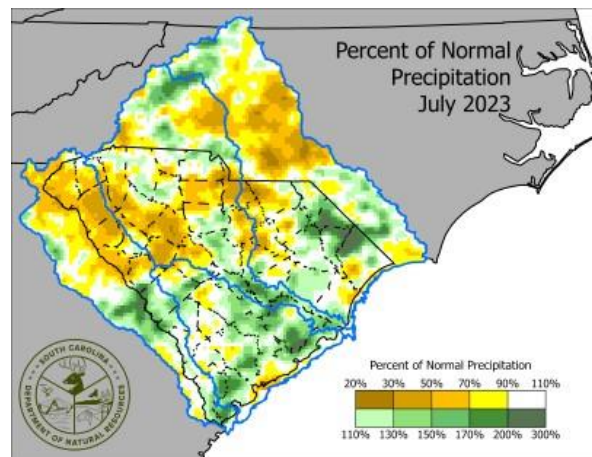 Percent of Normal
Precipitation
July 2023
SOUTH CAROLINA
DEPARTMENT OF NATURAL RESOURCES
Percent of Normal Precipitation
20% 30% 50% 70% 90% 110%
110% 130% 150% 170% 200% 300%